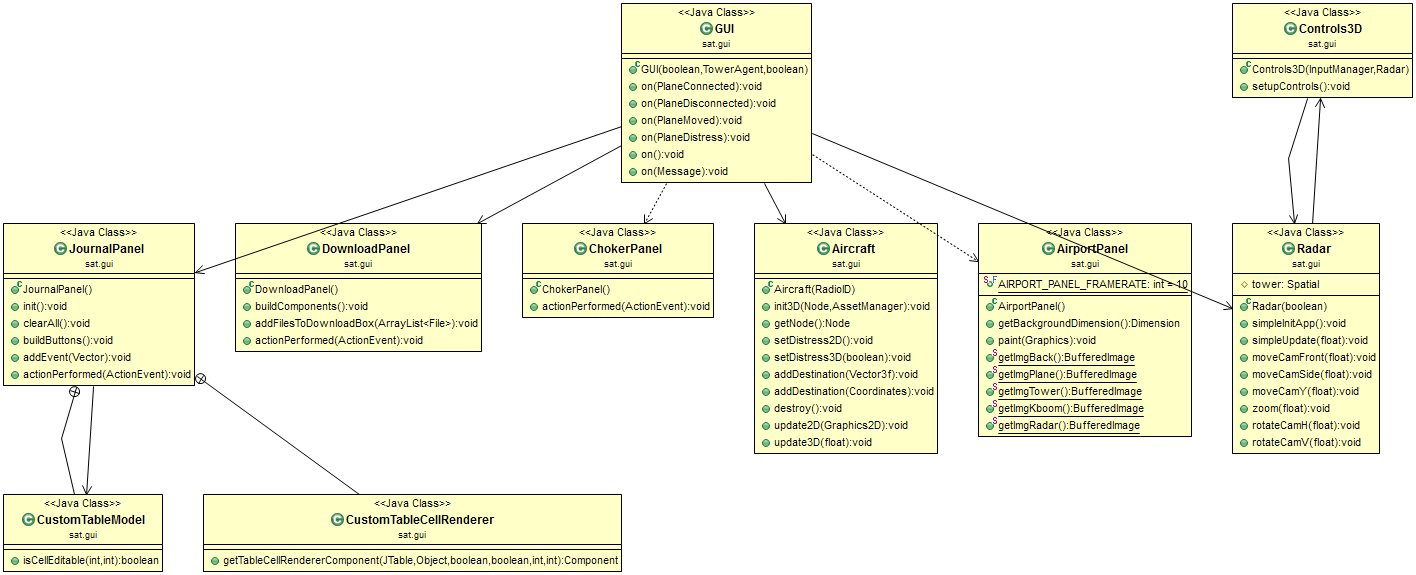 <<Java Class>>
GUI
sat.gui
GUI(boolean,TowerAgent,boolean)
on(PlaneConnected):void
on(PlaneDisconnected):void
on(PlaneMoved):void
on(PlaneDistress):void
on():void
on(Message):void
<<Java Class>>
Controls3D
sat.gui
Controls3D(InputManager,Radar)
setupControls():void
<<Java Class>>
JournalPanel
sat.gui
JournalPanel()
init():void
clearAll():void
buildButtons():void
addEvent(Vector):void
actionPerformed(ActionEvent):void
<<Java Class>>
DownloadPanel
sat.gui
DownloadPanel()
buildComponents():void
addFilesToDownloadBox(ArrayList<File>):void
actionPerformed(ActionEvent):void
<<Java Class>>
ChokerPanel
sat.gui
ChokerPanel()
actionPerformed(ActionEvent):void
<<Java Class>>
Aircraft
sat.gui
Aircraft(RadioID)
init3D(Node,AssetManager):void
getNode():Node
setDistress2D():void
setDistress3D(boolean):void
addDestination(Vector3f):void
addDestination(Coordinates):void
destroy():void
update2D(Graphics2D):void
update3D(float):void
<<Java Class>>
AirportPanel
sat.gui
AIRPORT_PANEL_FRAMERATE: int = 10
AirportPanel()
getBackgroundDimension():Dimension
paint(Graphics):void
getImgBack():BufferedImage
getImgPlane():BufferedImage
getImgTower():BufferedImage
getImgKboom():BufferedImage
getImgRadar():BufferedImage
<<Java Class>>
Radar
sat.gui
tower: Spatial
Radar(boolean)
simpleInitApp():void
simpleUpdate(float):void
moveCamFront(float):void
moveCamSide(float):void
moveCamY(float):void
zoom(float):void
rotateCamH(float):void
rotateCamV(float):void
<<Java Class>>
CustomTableModel
sat.gui
isCellEditable(int,int):boolean
<<Java Class>>
CustomTableCellRenderer
sat.gui
getTableCellRendererComponent(JTable,Object,boolean,boolean,int,int):Component